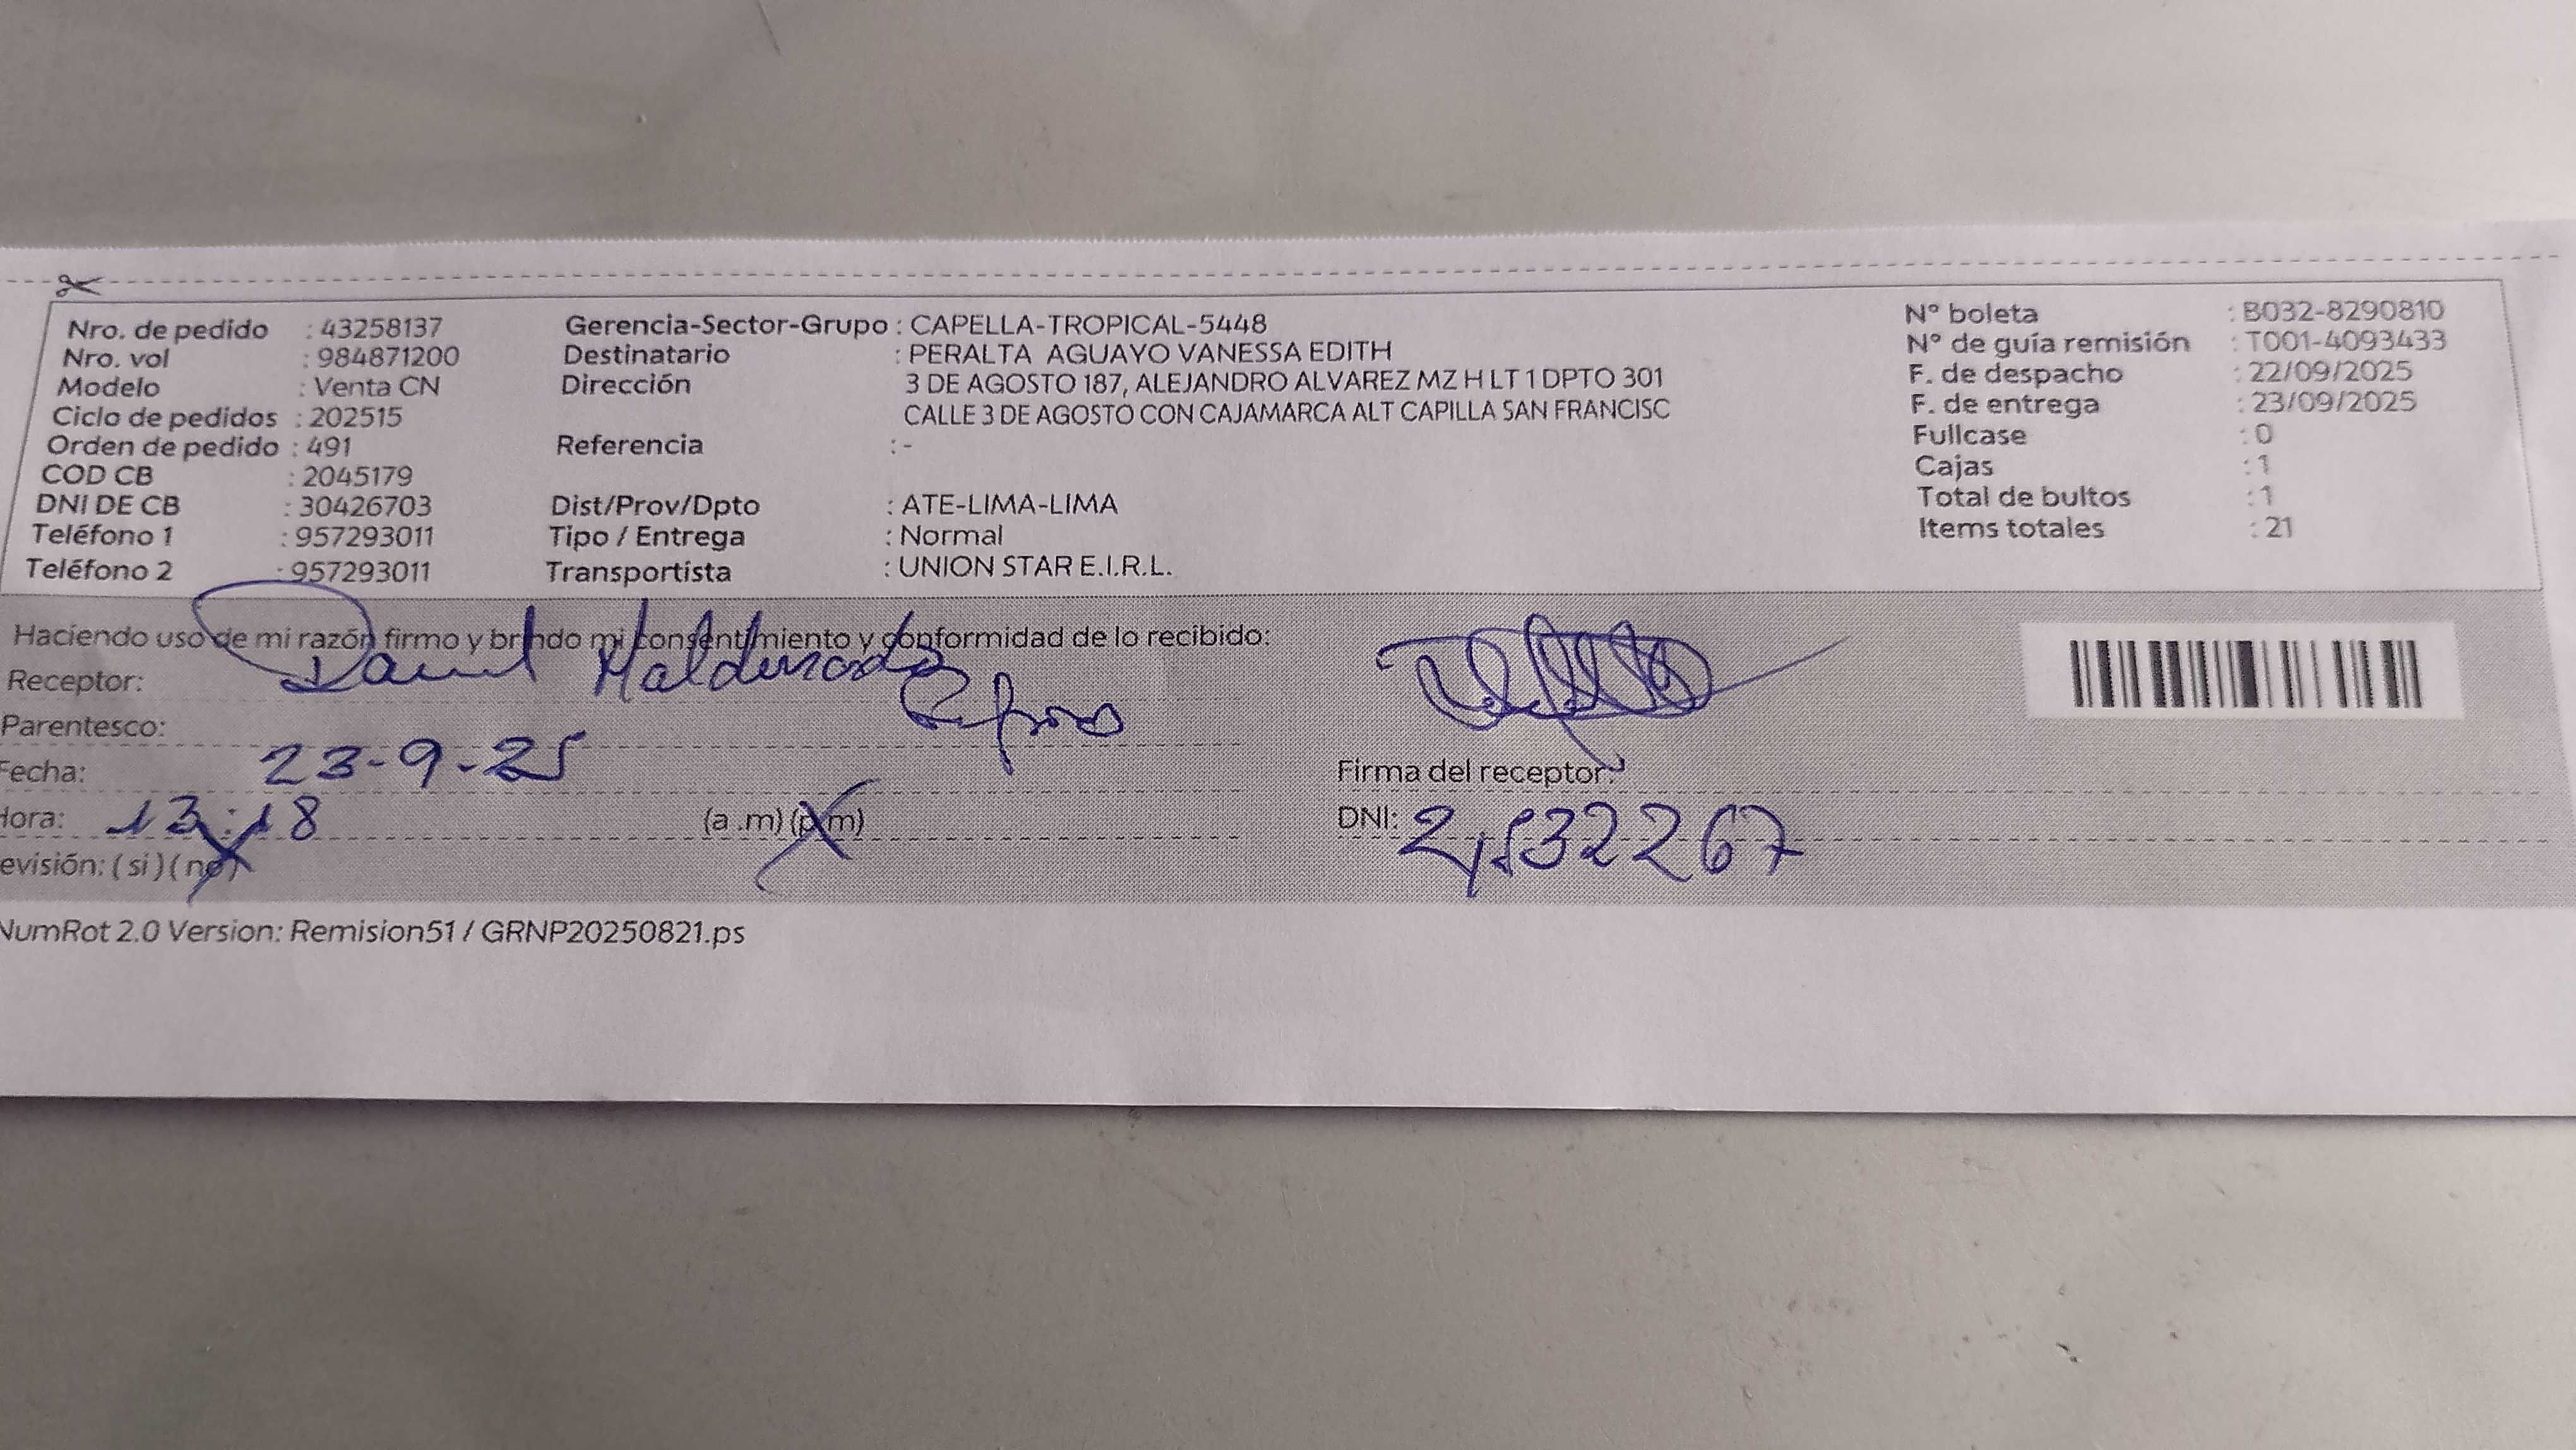 Nro. de pedido : 43258137
Nro. vol : 984871200
Modelo : Venta CN
Ciclo de pedidos : 202515
Orden de pedido : 491
COD CB : 2045179
DNI DE CB : 30426703
Teléfono 1 : 957293011
Teléfono 2 : 957293011
Gerencia-Sector-Grupo : CAPELLA-TROPICAL-5448
Destinatario : PERALTA AGUAYO VANESSA EDITH
Dirección 3 DE AGOSTO 187, ALEJANDRO ALVAREZ MZ H LT 1 DPTO 301
CALLE 3 DE AGOSTO CON CAJAMARCA ALT CAPILLA SAN FRANCISC
Referencia : -
Dist/Prov/Dpto : ATE-LIMA-LIMA
Tipo / Entrega : Normal
Transportista : UNION STAR E.I.R.L.
N° boleta : B032-8290810
N° de guía remisión : T001-4093433
F. de despacho : 22/09/2025
F. de entrega : 23/09/2025
Fullcase : 0
Cajas : 1
Total de bultos : 1
Items totales : 21
Haciendo uso de mi razón firmo y brindo mi consentimiento y conformidad de lo recibido:
Receptor: Daniel Maldonado
Parentesco: Esposo
Fecha: 23-9-25
Hora: 13:18 (a .m) (p.m)
evisión: ( si ) ( no )
Firma del receptor:
DNI:
NumRot 2.0 Version: Remision51 / GRNP20250821.ps